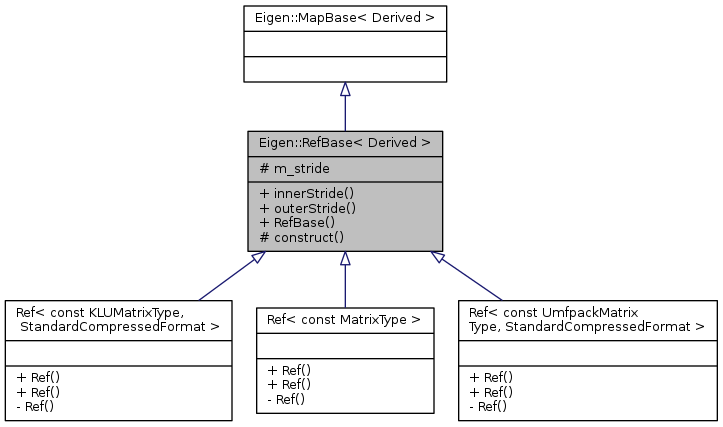 Eigen::MapBase< Derived >
Eigen::RefBase< Derived >
# m_stride
+ innerStride()
+ outerStride()
+ RefBase()
# construct()
Ref< const KLUMatrixType,
StandardCompressedFormat >
+ Ref()
+ Ref()
- Ref()
Ref< const MatrixType >
+ Ref()
+ Ref()
- Ref()
Ref< const UmfpackMatrix
Type, StandardCompressedFormat >
+ Ref()
+ Ref()
- Ref()